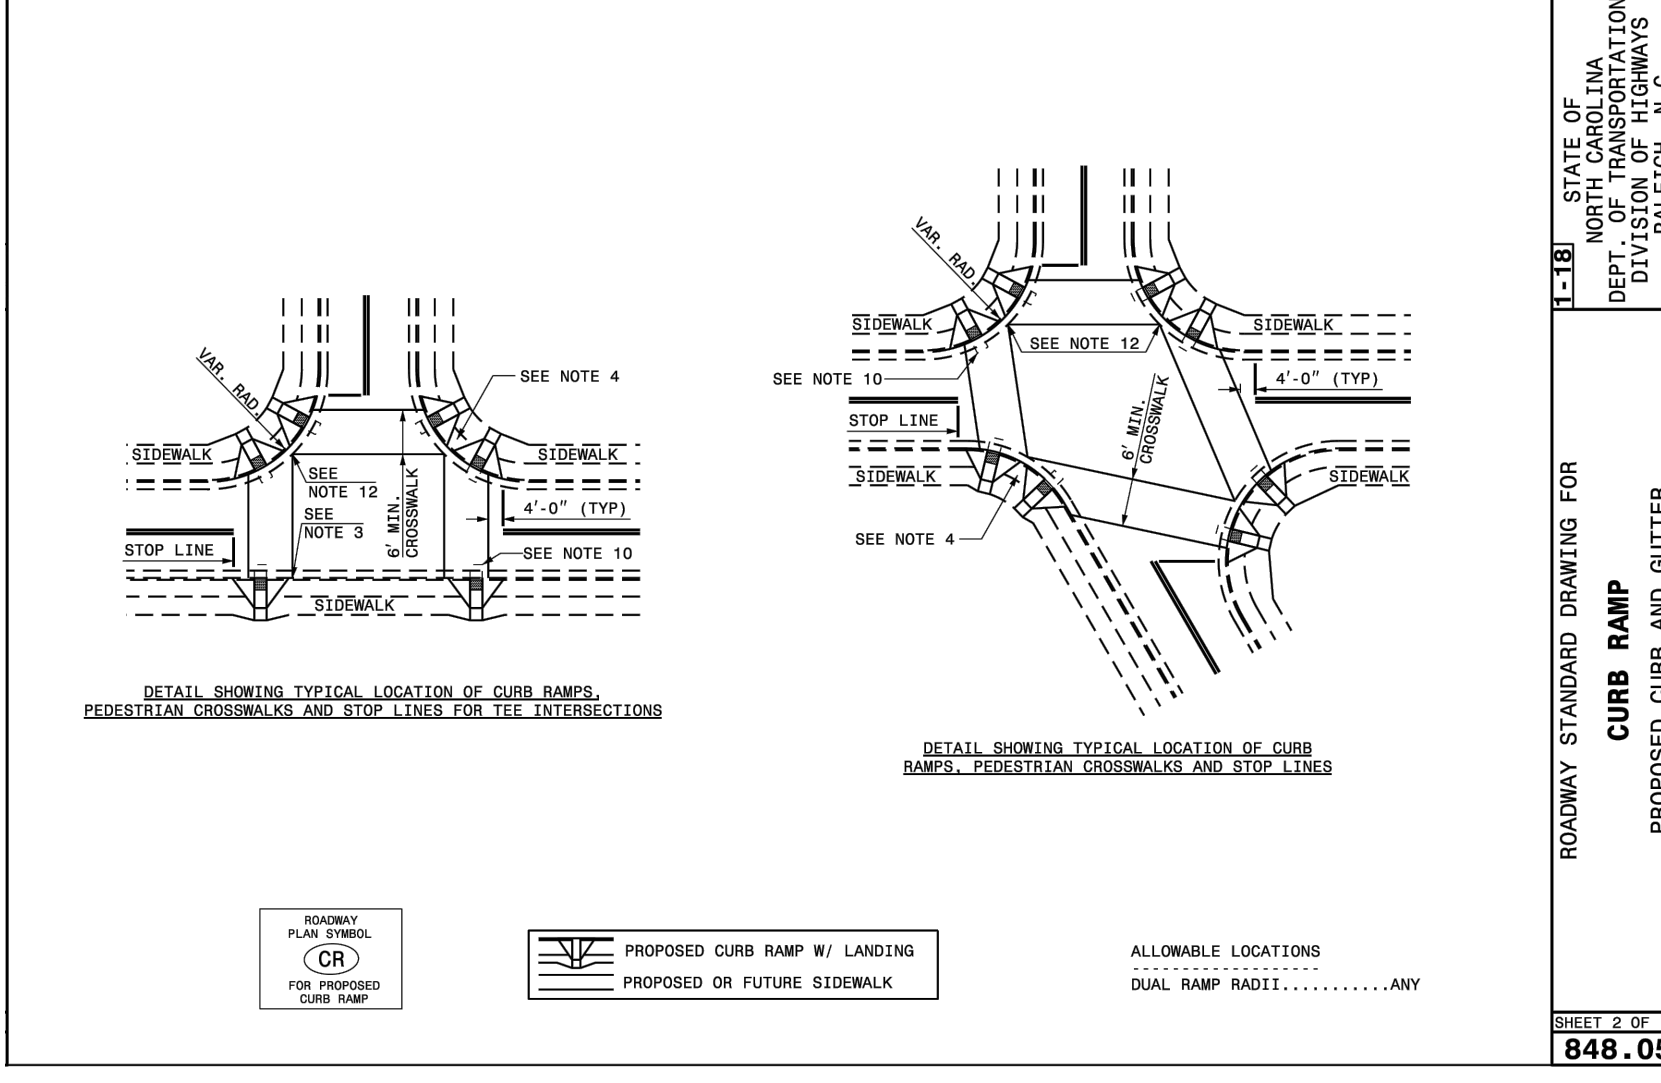 VAR. RAD.
SEE NOTE 4
SIDEWALK
SIDEWALK
SEE
NOTE 12
SEE
NOTE 3
6' MIN.
CROSSWALK
4'-0" (TYP)
STOP LINE
SEE NOTE 10
SIDEWALK
DETAIL SHOWING TYPICAL LOCATION OF CURB RAMPS,
PEDESTRIAN CROSSWALKS AND STOP LINES FOR TEE INTERSECTIONS
VAR. RAD.
SIDEWALK
SIDEWALK
SEE NOTE 12
SEE NOTE 10
4'-0" (TYP)
STOP LINE
6' MIN.
CROSSWALK
SIDEWALK
SIDEWALK
SEE NOTE 4
DETAIL SHOWING TYPICAL LOCATION OF CURB
RAMPS, PEDESTRIAN CROSSWALKS AND STOP LINES
ROADWAY
PLAN SYMBOL
CR
FOR PROPOSED
CURB RAMP
PROPOSED CURB RAMP W/ LANDING
PROPOSED OR FUTURE SIDEWALK
ALLOWABLE LOCATIONS
-------------------
DUAL RAMP RADII...........ANY
1-18
STATE OF
NORTH CAROLINA
DEPT. OF TRANSPORTATION
DIVISION OF HIGHWAYS
ROADWAY STANDARD DRAWING FOR
CURB RAMP
PROPOSED CURB AND GUTTER
SHEET 2 OF
848.05